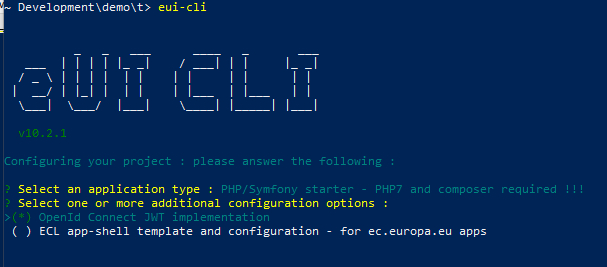 ~ Development\demo\t> eui-cli
eUI CLI
v10.2.1
Configuring your project : please answer the following :
? Select an application type : PHP/Symfony starter - PHP7 and composer required !!!
? Select one or more additional configuration options :
>(*) OpenId Connect JWT implementation
( ) ECL app-shell template and configuration - for ec.europa.eu apps